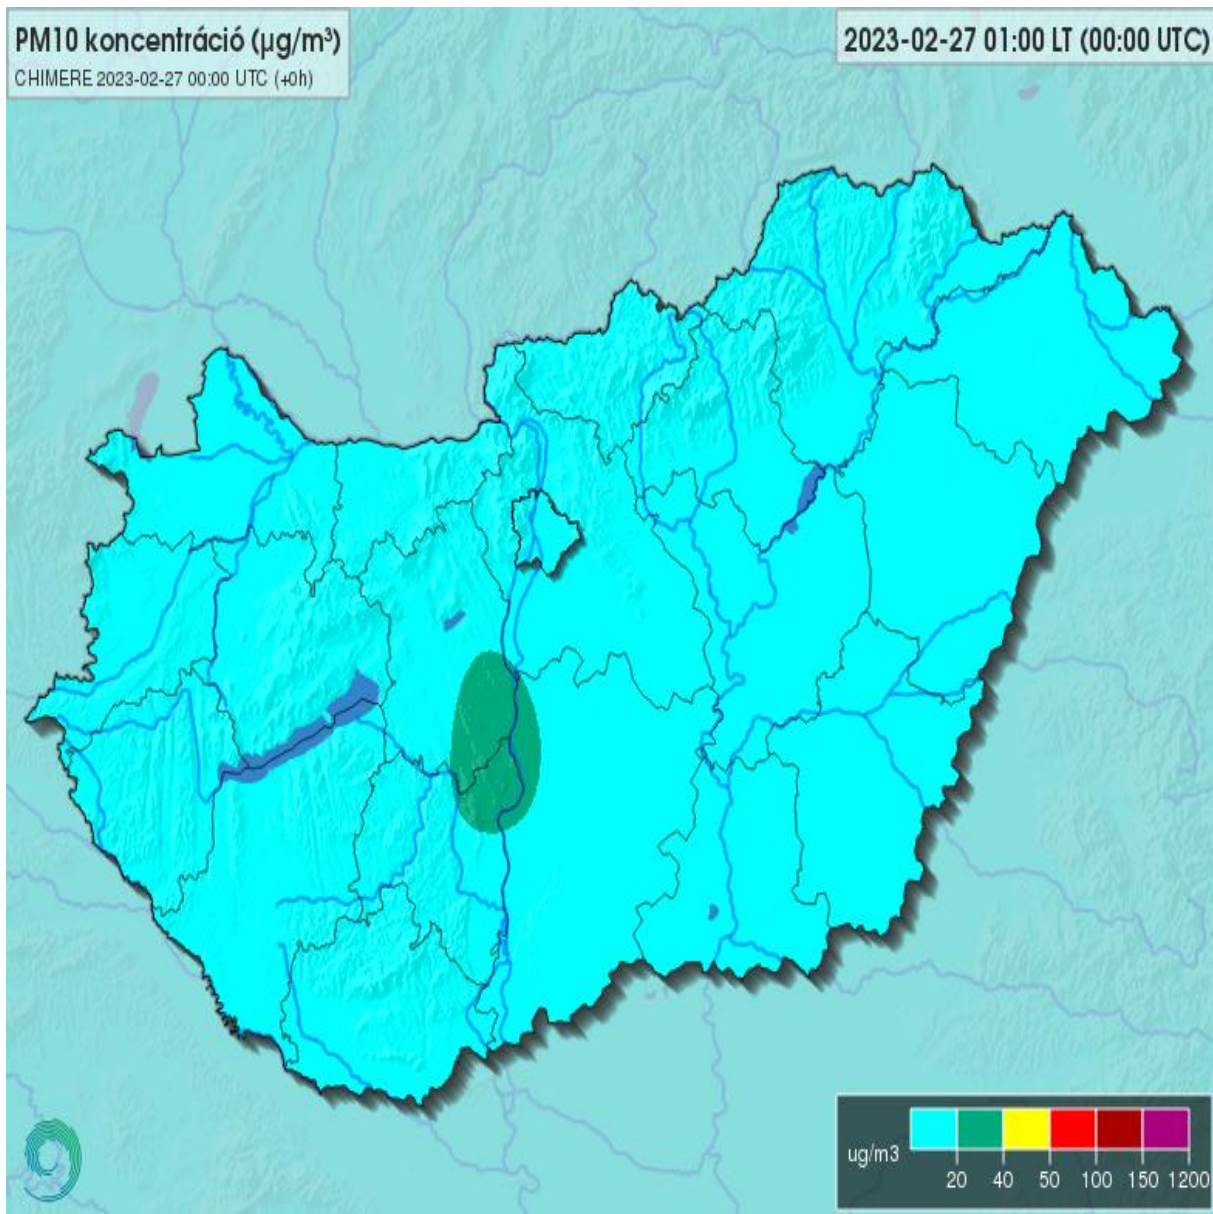 PM10 koncentráció (µg/m³)
CHIMERE 2023-02-27 00:00 UTC (+0h)
2023-02-27 01:00 LT (00:00 UTC)
ug/m3
20 40 50 100 150 1200